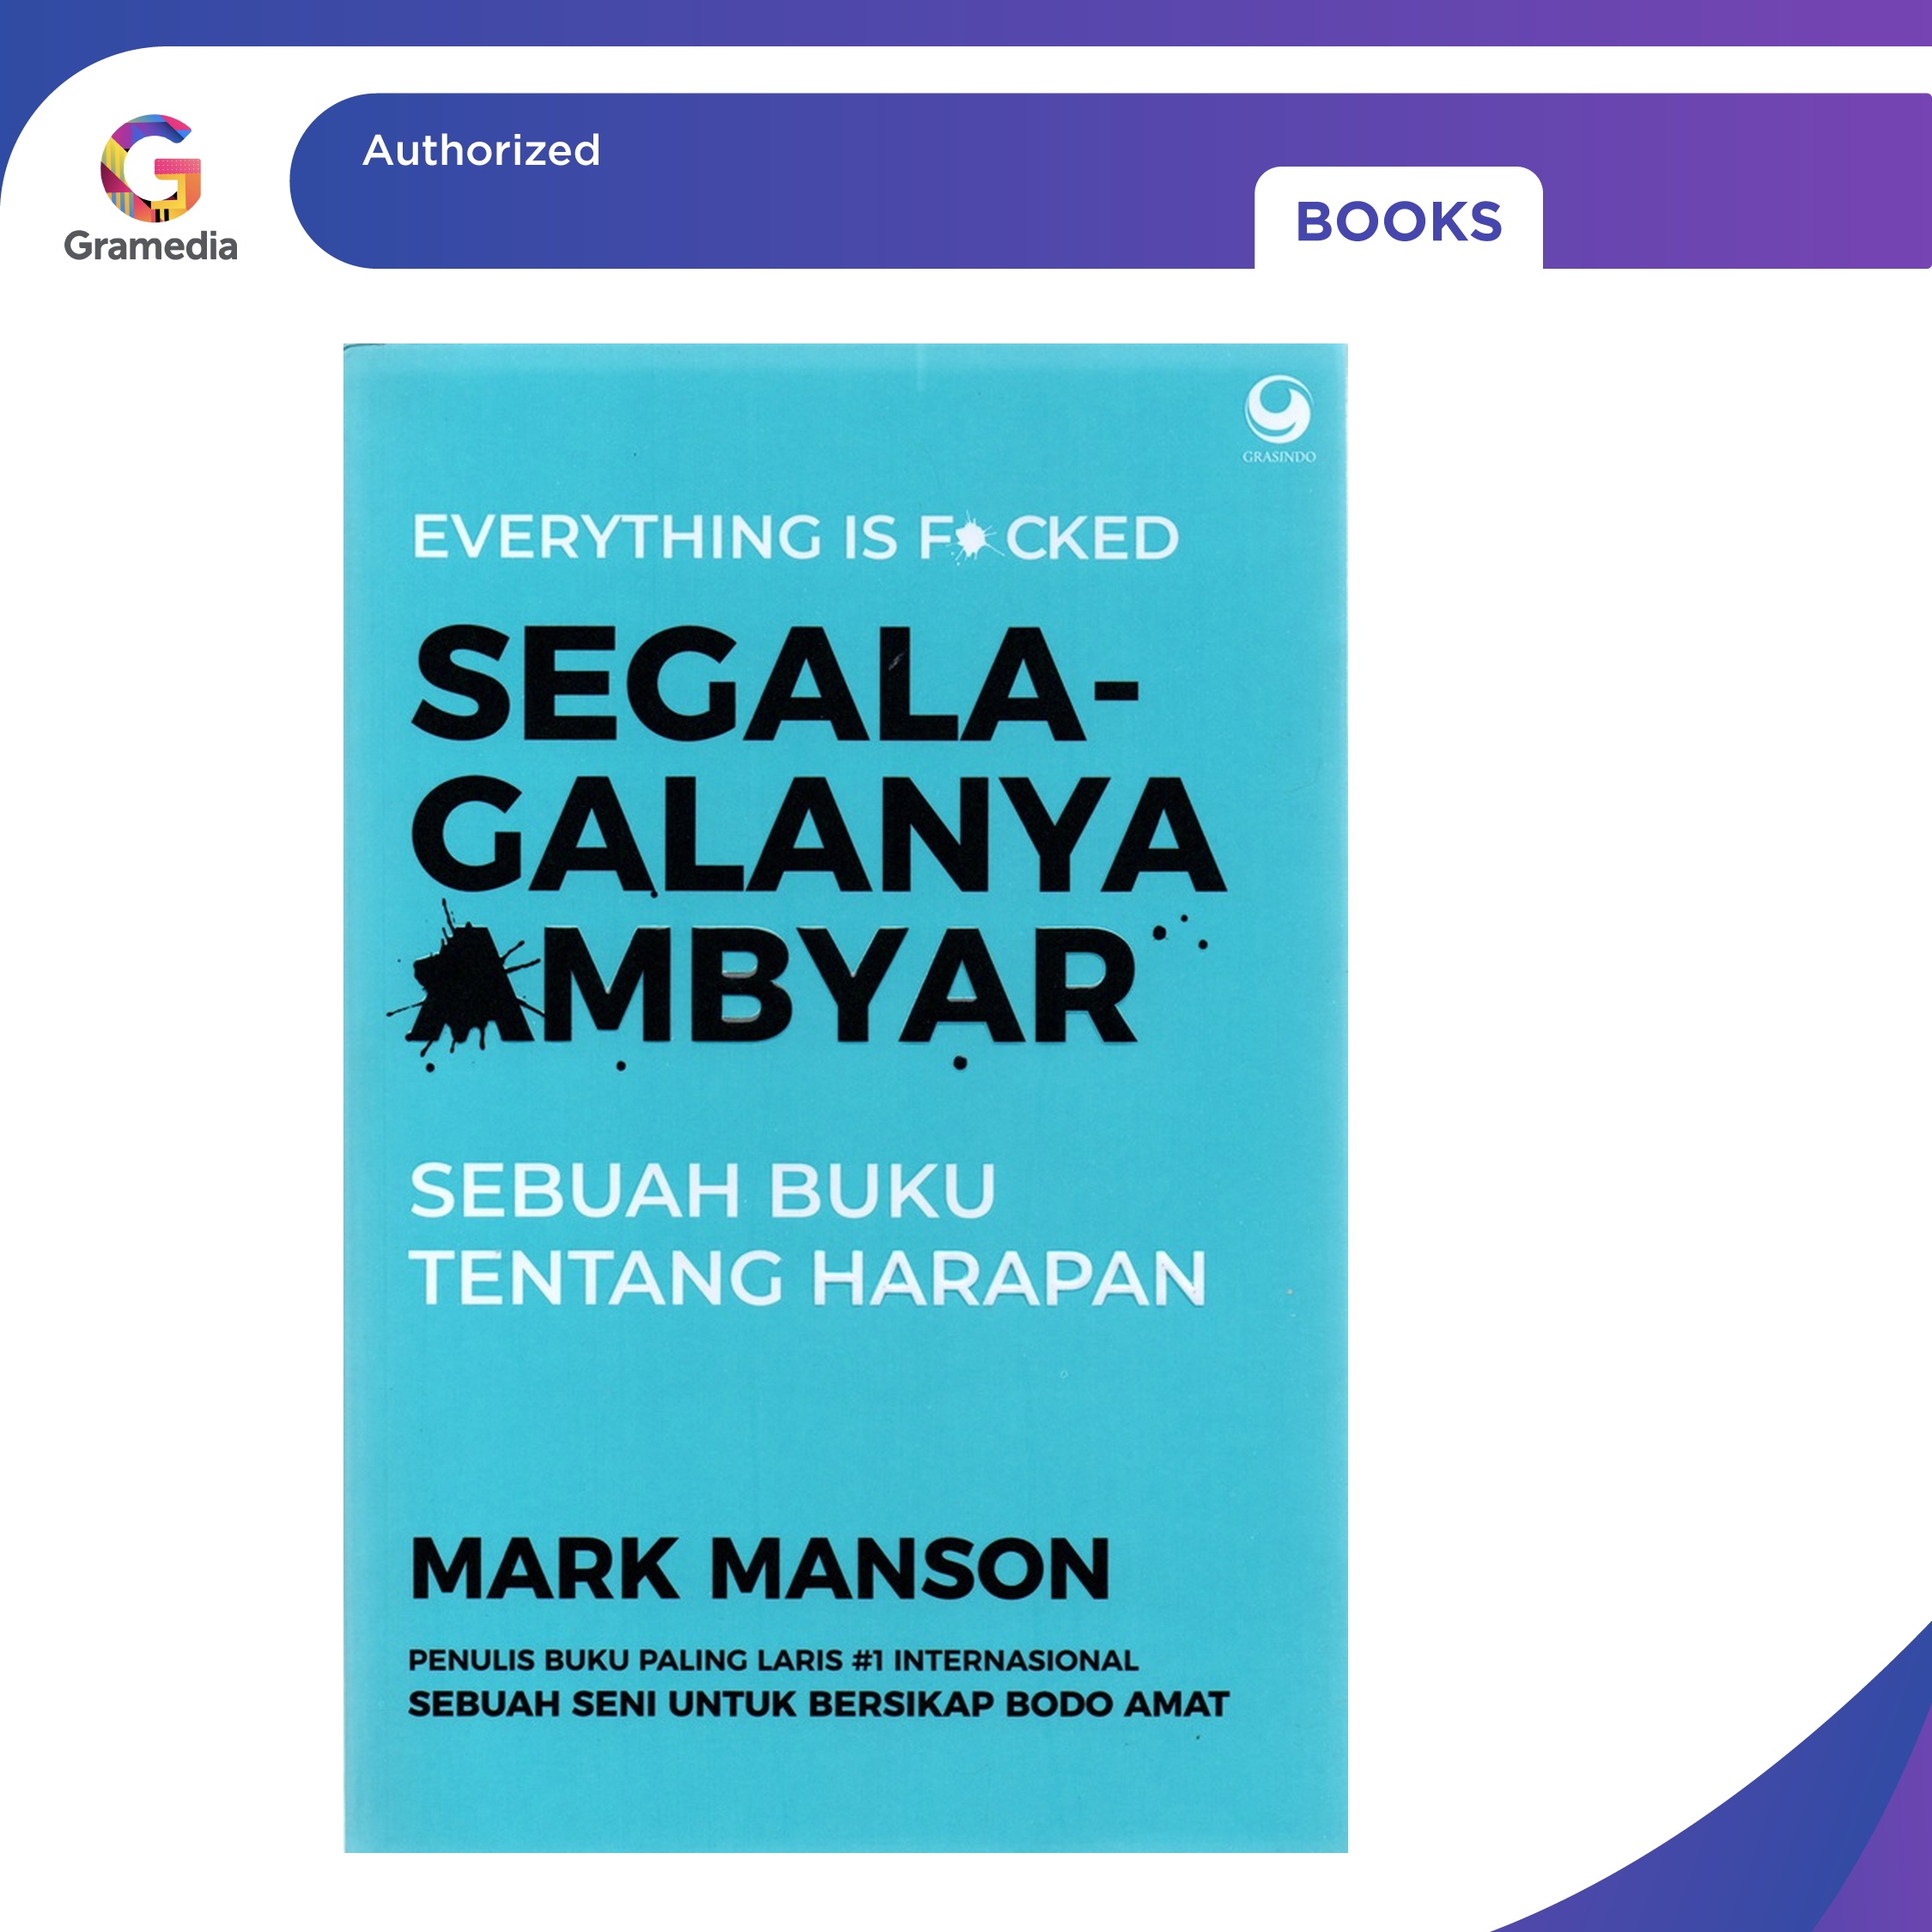 Authorized
Gramedia
BOOKS
GRASINDO
EVERYTHING IS F*CKED
SEGALA-
GALANYA
AMBYAR
SEBUAH BUKU
TENTANG HARAPAN
MARK MANSON
PENULIS BUKU PALING LARIS #1 INTERNASIONAL
SEBUAH SENI UNTUK BERSIKAP BODO AMAT